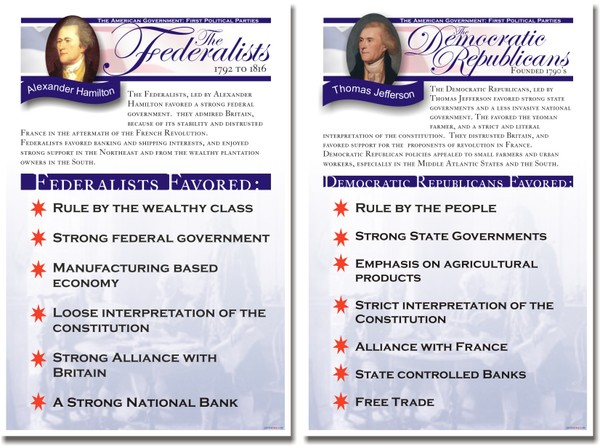 The American Government: First Political Parties
The
Federalists
1792 to 1816
Alexander Hamilton
The Federalists, led by Alexander
Hamilton favored a strong federal
government. they admired Britain,
because of its stability and distrusted
France in the aftermath of the French Revolution.
Federalists favored banking and shipping interests, and enjoyed
strong support in the Northeast and from the wealthy plantation
owners in the South.
Federalists Favored:
Rule by the wealthy class
Strong federal government
Manufacturing based
economy
Loose interpretation of the
constitution
Strong Alliance with
Britain
A Strong National Bank
The American Government: First Political Parties
The
Democratic
Republicans
Founded 1790's
Thomas Jefferson
The Democratic Republicans, led by
Thomas Jefferson favored strong state
governments and a less invasive national
government. The favored the yeoman
farmer, and a strict and literal
interpretation of the constitution. They distrusted Britain, and
favored support for the proponents of revolution in France.
Democratic Republican policies appealed to small farmers and urban
workers, especially in the Middle Atlantic States and the South.
Democratic Republicans Favored:
Rule by the people
Strong State Governments
Emphasis on agricultural
products
Strict interpretation of the
Constitution
Alliance with France
State controlled Banks
Free Trade